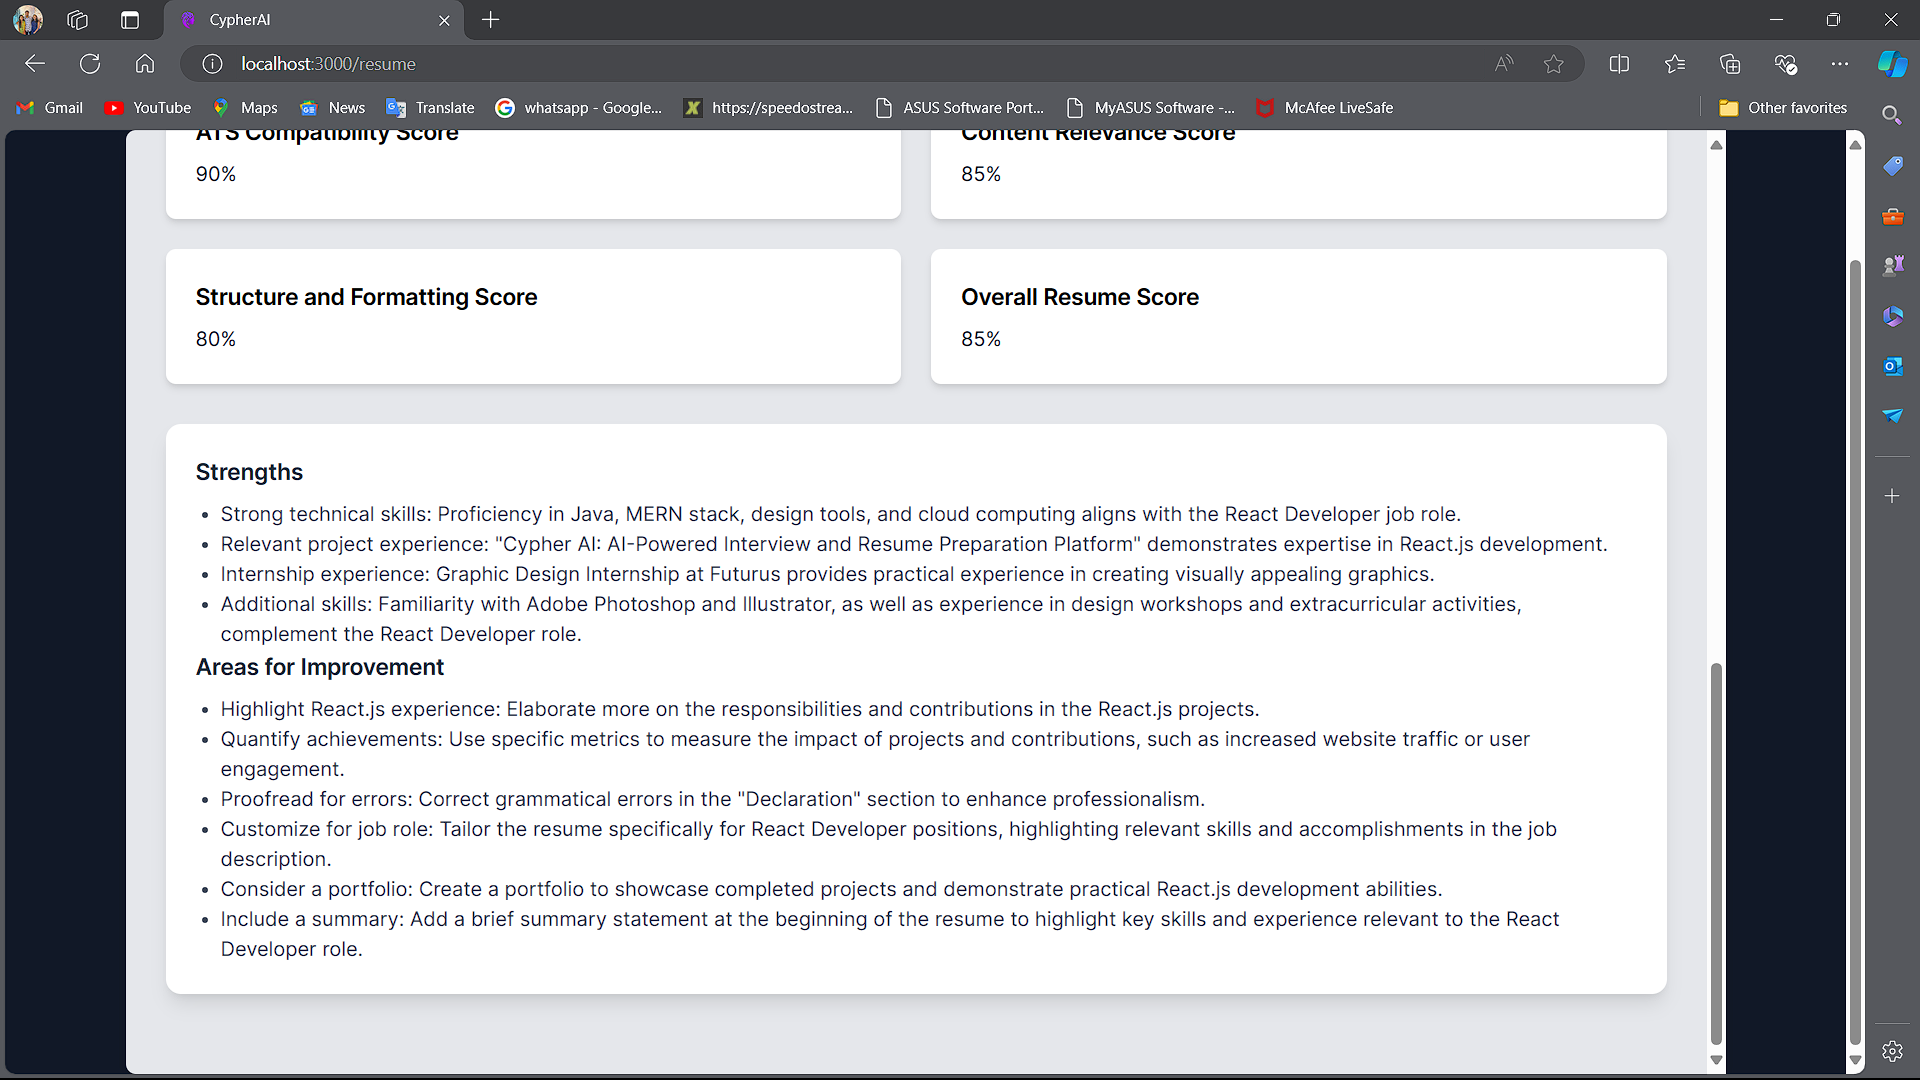 CypherAI
localhost:3000/resume
Gmail YouTube Maps News Translate whatsapp - Google... https://speedostrea... ASUS Software Port... MyASUS Software -... McAfee LiveSafe Other favorites
ATS Compatibility Score
90%
Content Relevance Score
85%
Structure and Formatting Score
80%
Overall Resume Score
85%
Strengths
• Strong technical skills: Proficiency in Java, MERN stack, design tools, and cloud computing aligns with the React Developer job role.
• Relevant project experience: "Cypher AI: AI-Powered Interview and Resume Preparation Platform" demonstrates expertise in React.js development.
• Internship experience: Graphic Design Internship at Futurus provides practical experience in creating visually appealing graphics.
• Additional skills: Familiarity with Adobe Photoshop and Illustrator, as well as experience in design workshops and extracurricular activities,
complement the React Developer role.
Areas for Improvement
• Highlight React.js experience: Elaborate more on the responsibilities and contributions in the React.js projects.
• Quantify achievements: Use specific metrics to measure the impact of projects and contributions, such as increased website traffic or user
engagement.
• Proofread for errors: Correct grammatical errors in the "Declaration" section to enhance professionalism.
• Customize for job role: Tailor the resume specifically for React Developer positions, highlighting relevant skills and accomplishments in the job
description.
• Consider a portfolio: Create a portfolio to showcase completed projects and demonstrate practical React.js development abilities.
• Include a summary: Add a brief summary statement at the beginning of the resume to highlight key skills and experience relevant to the React
Developer role.